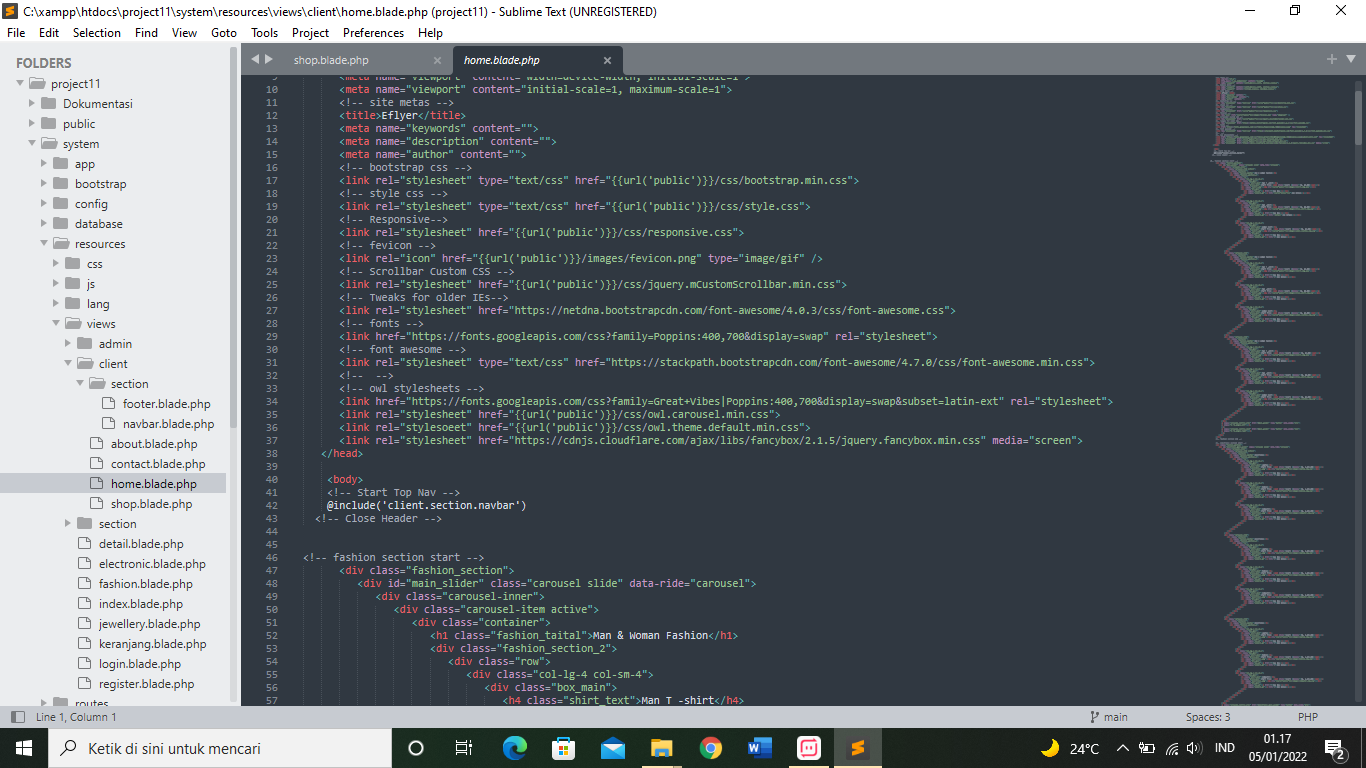 C:\xampp\htdocs\project11\system\resources\views\client\home.blade.php (project11) - Sublime Text (UNREGISTERED)
File Edit Selection Find View Goto Tools Project Preferences Help
FOLDERS
project11
Dokumentasi
public
system
app
bootstrap
config
database
resources
css
js
lang
views
admin
client
section
footer.blade.php
navbar.blade.php
about.blade.php
contact.blade.php
home.blade.php
shop.blade.php
section
detail.blade.php
electronic.blade.php
fashion.blade.php
index.blade.php
jewellery.blade.php
keranjang.blade.php
login.blade.php
register.blade.php
routes
shop.blade.php
home.blade.php
9 <meta name="viewport" content="width=device-width, initial-scale=1">
10 <meta name="viewport" content="initial-scale=1, maximum-scale=1">
11 <!-- site metas -->
12 <title>Eflyer</title>
13 <meta name="keywords" content="">
14 <meta name="description" content="">
15 <meta name="author" content="">
16 <!-- bootstrap css -->
17 <link rel="stylesheet" type="text/css" href="{{url('public')}}/css/bootstrap.min.css">
18 <!-- style css -->
19 <link rel="stylesheet" type="text/css" href="{{url('public')}}/css/style.css">
20 <!-- Responsive-->
21 <link rel="stylesheet" href="{{url('public')}}/css/responsive.css">
22 <!-- fevicon -->
23 <link rel="icon" href="{{url('public')}}/images/fevicon.png" type="image/gif" />
24 <!-- Scrollbar Custom CSS -->
25 <link rel="stylesheet" href="{{url('public')}}/css/jquery.mCustomScrollbar.min.css">
26 <!-- Tweaks for older IEs-->
27 <link rel="stylesheet" href="https://netdna.bootstrapcdn.com/font-awesome/4.0.3/css/font-awesome.css">
28 <!-- fonts -->
29 <link href="https://fonts.googleapis.com/css?family=Poppins:400,700&display=swap" rel="stylesheet">
30 <!-- font awesome -->
31 <link rel="stylesheet" type="text/css" href="https://stackpath.bootstrapcdn.com/font-awesome/4.7.0/css/font-awesome.min.css">
32 <!--  -->
33 <!-- owl stylesheets -->
34 <link href="https://fonts.googleapis.com/css?family=Great+Vibes|Poppins:400,700&display=swap&subset=latin-ext" rel="stylesheet">
35 <link rel="stylesheet" href="{{url('public')}}/css/owl.carousel.min.css">
36 <link rel="stylesoeet" href="{{url('public')}}/css/owl.theme.default.min.css">
37 <link rel="stylesheet" href="https://cdnjs.cloudflare.com/ajax/libs/fancybox/2.1.5/jquery.fancybox.min.css" media="screen">
38 </head>
39
40 <body>
41 <!-- Start Top Nav -->
42 @include('client.section.navbar')
43 <!-- Close Header -->
44
45
46 <!-- fashion section start -->
47 <div class="fashion_section">
48 <div id="main_slider" class="carousel slide" data-ride="carousel">
49 <div class="carousel-inner">
50 <div class="carousel-item active">
51 <div class="container">
52 <h1 class="fashion_taital">Man & Woman Fashion</h1>
53 <div class="fashion_section_2">
54 <div class="row">
55 <div class="col-lg-4 col-sm-4">
56 <div class="box_main">
57 <h4 class="shirt_text">Man T -shirt</h4>
Line 1, Column 1
main
Spaces: 3
PHP
Ketik di sini untuk mencari
24°C
IND
01.17
05/01/2022
2